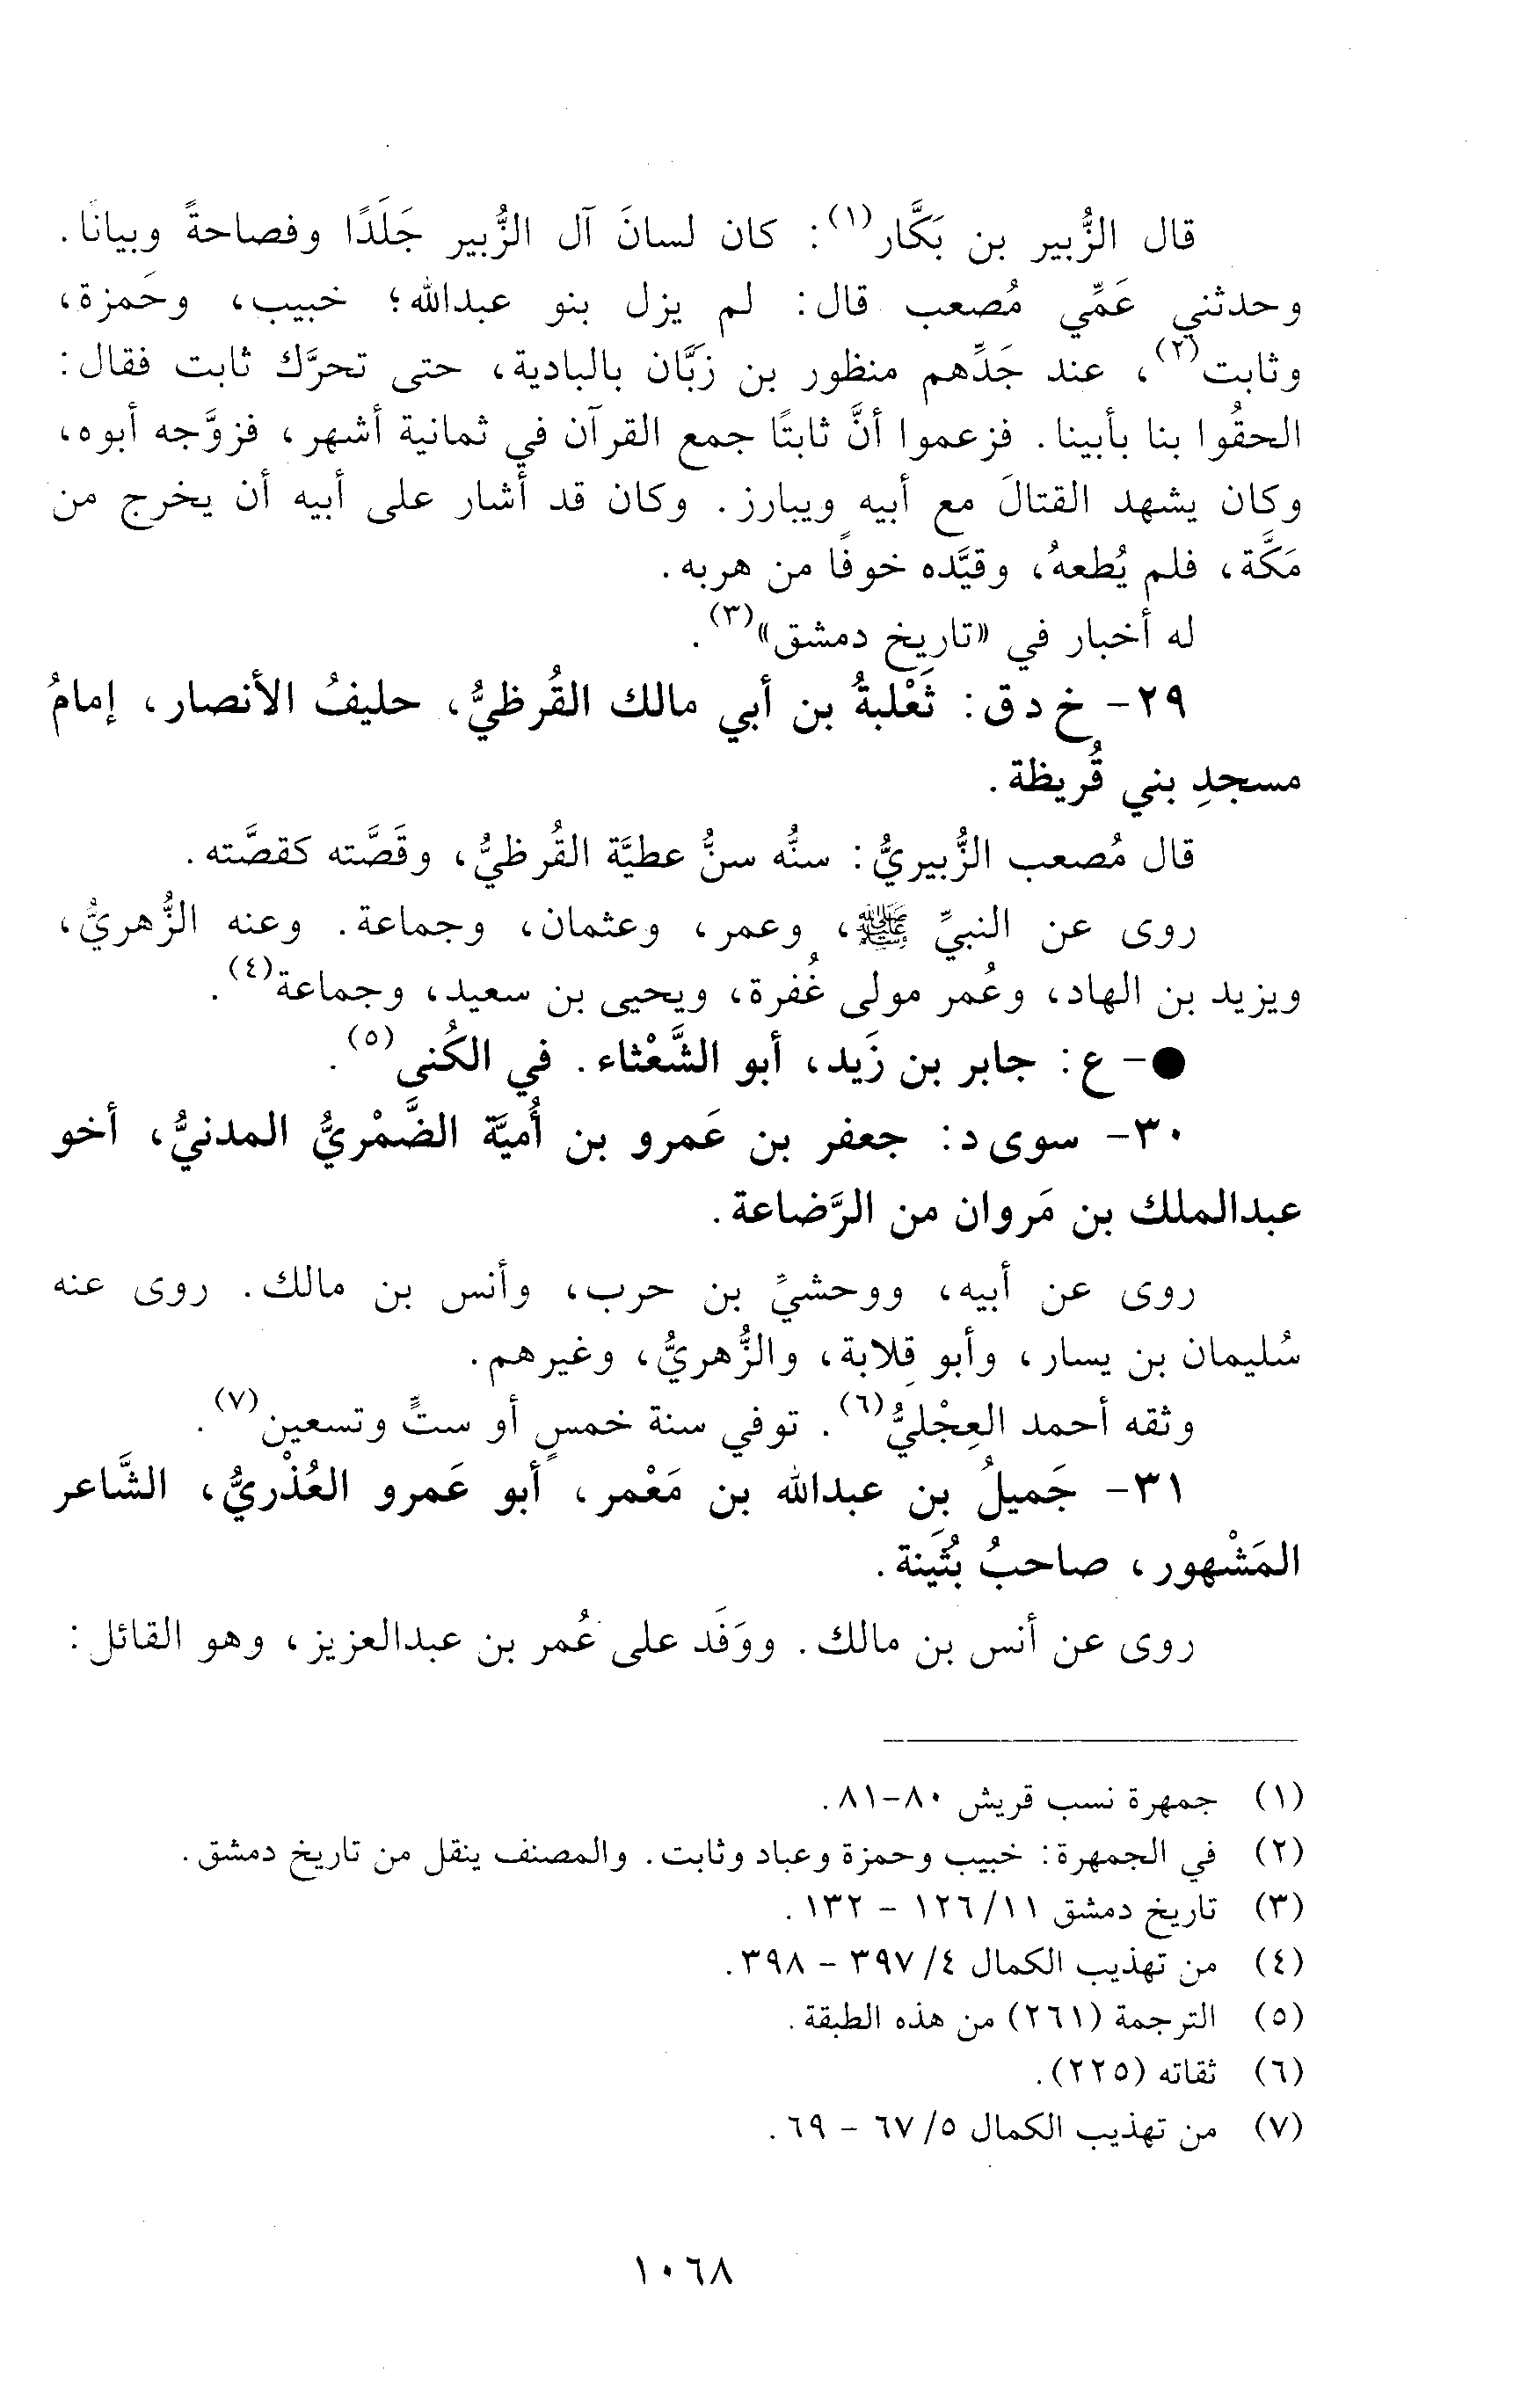 قال الزُّبير بن بَكَّار(١): كان لسانَ آل الزُّبير جَلَدًا وفصاحةً وبيانًا.
وحدثني عَمِّي مُصعب قال: لم يزل بنو عبدالله؛ خبيب، وحَمزة،
وثابت(٢)، عند جَدِّهم منظور بن زَبَّان بالبادية، حتى تحرَّك ثابت فقال:
الحقُوا بنا بأبينا. فزعموا أنَّ ثابتًا جمع القرآن في ثمانية أشهر، فزوَّجه أبوه،
وكان يشهد القتالَ مع أبيه ويبارز. وكان قد أشار على أبيه أن يخرج من
مَكَّة، فلم يُطعهُ، وقيَّده خوفًا من هربه.
له أخبار في «تاريخ دمشق»(٣).
٢٩- خ د ق: ثَعْلبةُ بن أبي مالك القُرظيُّ، حليفُ الأنصار، إمامُ
مسجدِ بني قُريظة.
قال مُصعب الزُّبيريُّ: سنُّه سنُّ عطيَّة القُرظيُّ، وقَصَّته كقصَّته.
روى عن النبيِّ ﷺ، وعمر، وعثمان، وجماعة. وعنه الزُّهريُّ،
ويزيد بن الهاد، وعُمر مولى غُفرة، ويحيى بن سعيد، وجماعة(٤).
●- ع: جابر بن زَيد، أبو الشَّعْثاء. في الكُنى(٥).
٣٠- سوى د: جعفر بن عَمرو بن أُميَّة الضَّمْريُّ المدنيُّ، أخو
عبدالملك بن مَروان من الرَّضاعة.
روى عن أبيه، ووحشيِّ بن حرب، وأنس بن مالك. روى عنه
سُليمان بن يسار، وأبو قِلابة، والزُّهريُّ، وغيرهم.
وثقه أحمد العِجْليُّ(٦). توفي سنة خمسٍ أو ستٍّ وتسعين(٧).
٣١- جَميلُ بن عبدالله بن مَعْمر، أبو عَمرو العُذْريُّ، الشَّاعر
المَشْهور، صاحبُ بُثَينة.
روى عن أنس بن مالك. ووَفَد على عُمر بن عبدالعزيز، وهو القائل:
(١) جمهرة نسب قريش ٨٠-٨١.
(٢) في الجمهرة: خبيب وحمزة وعباد وثابت. والمصنف ينقل من تاريخ دمشق.
(٣) تاريخ دمشق ١١/ ١٢٦ - ١٣٢.
(٤) من تهذيب الكمال ٤/ ٣٩٧ - ٣٩٨.
(٥) الترجمة (٢٦١) من هذه الطبقة.
(٦) ثقاته (٢٢٥).
(٧) من تهذيب الكمال ٥/ ٦٧ - ٦٩.
١٠٦٨